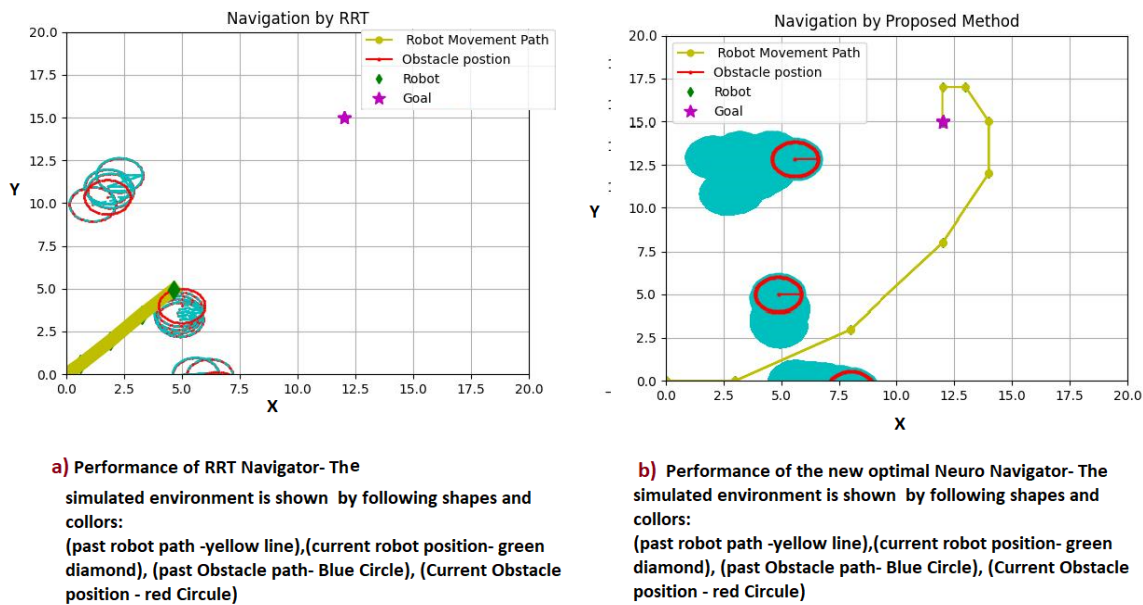 Navigation by RRT
20.0
17.5
15.0
12.5
10.0
7.5
5.0
2.5
0.0
Y
Robot Movement Path
Obstacle postion
Robot
Goal
0.0 2.5 5.0 7.5 10.0 12.5 15.0 17.5 20.0
X
Navigation by Proposed Method
20.0
17.5
15.0
12.5
10.0
7.5
5.0
2.5
0.0
Y
Robot Movement Path
Obstacle postion
Robot
Goal
0.0 2.5 5.0 7.5 10.0 12.5 15.0 17.5 20.0
X
a) Performance of RRT Navigator- The
simulated environment is shown by following shapes and
collors:
(past robot path -yellow line),(current robot position- green
diamond), (past Obstacle path- Blue Circle), (Current Obstacle
position - red Circule)
b) Performance of the new optimal Neuro Navigator- The
simulated environment is shown by following shapes and
collors:
(past robot path -yellow line),(current robot position- green
diamond), (past Obstacle path- Blue Circle), (Current Obstacle
position - red Circule)